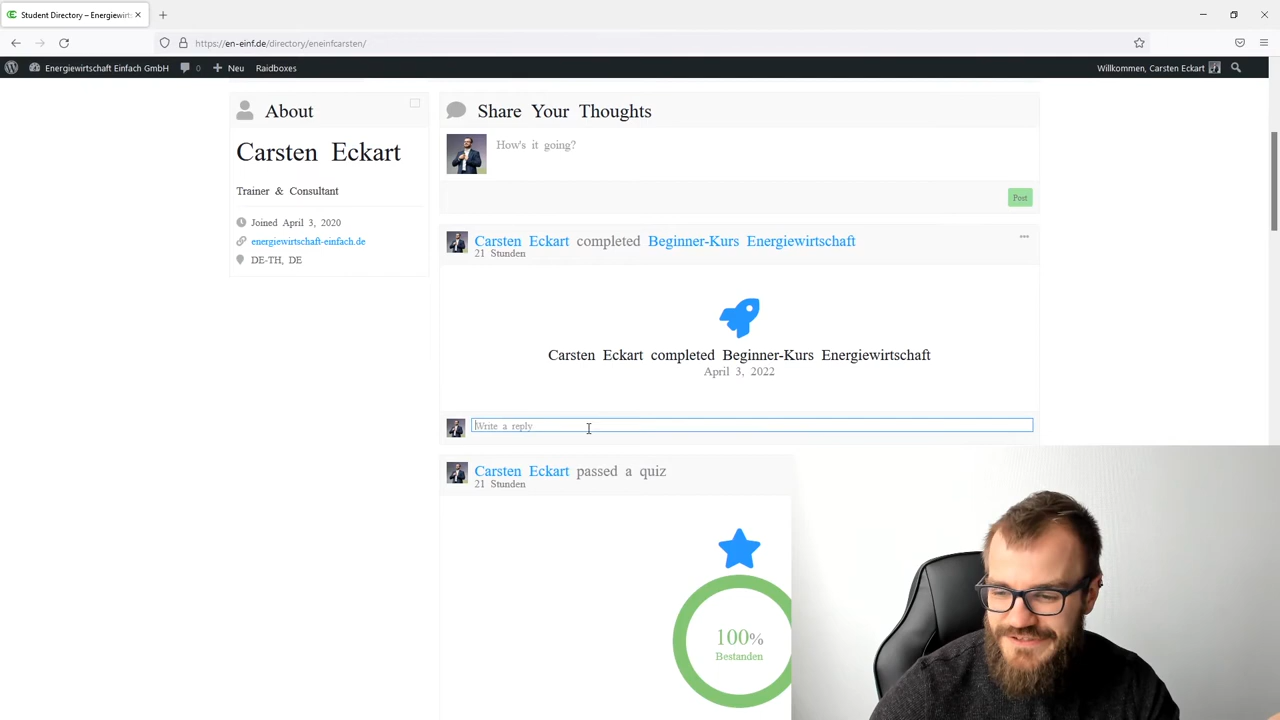 Student Directory – Energiewirts
https://en-einf.de/directory/eneinfcarsten/
Energiewirtschaft Einfach GmbH
0
Neu
Raidboxes
Willkommen, Carsten Eckart
About
Carsten Eckart
Trainer & Consultant
Joined April 3, 2020
energiewirtschaft-einfach.de
DE-TH, DE
Share Your Thoughts
How's it going?
Post
Carsten Eckart completed Beginner-Kurs Energiewirtschaft
21 Stunden
Carsten Eckart completed Beginner-Kurs Energiewirtschaft
April 3, 2022
Write a reply
Carsten Eckart passed a quiz
21 Stunden
100%
Bestanden